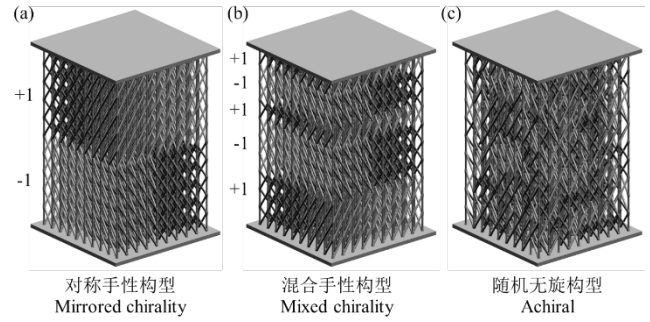 (a)
+1
-1
对称手性构型
Mirrored chirality
(b)
+1
-1
+1
-1
+1
混合手性构型
Mixed chirality
(c)
随机无旋构型
Achiral